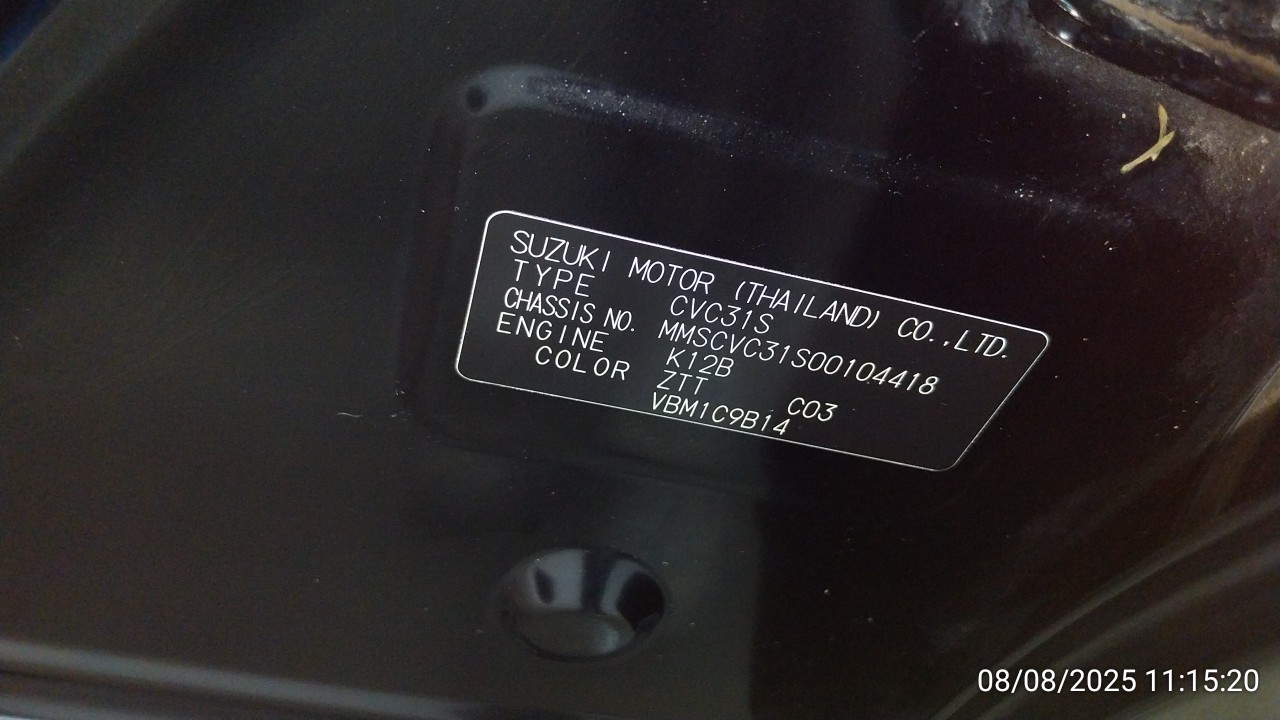 SUZUKI MOTOR (THAILAND) CO.,LTD.
TYPE CVC31S
CHASSIS NO. MMSCVC31S00104418
ENGINE K12B
COLOR ZTT C03
VBM1C9B14
08/08/2025 11:15:20